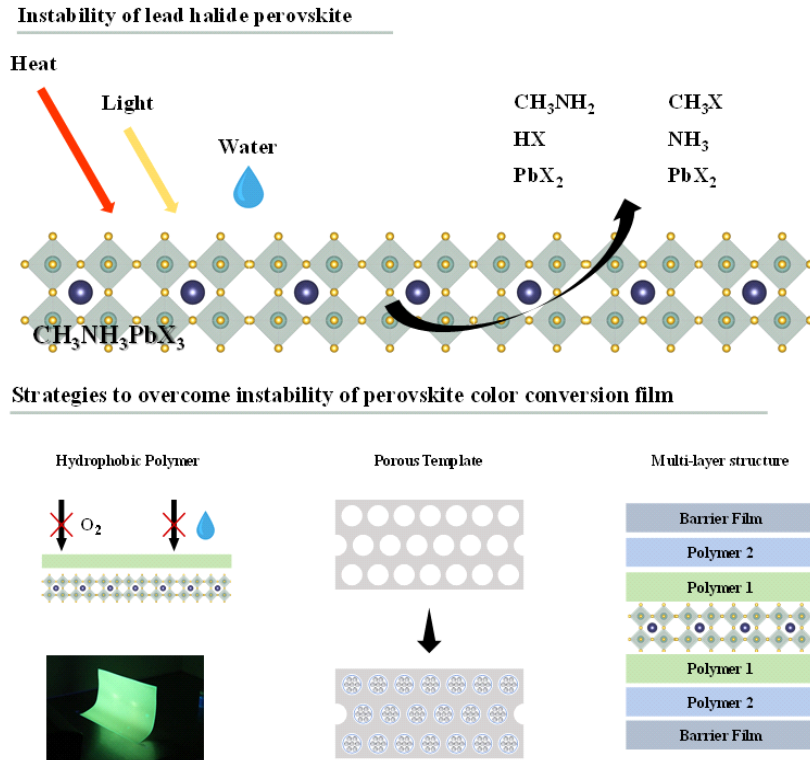 Instability of lead halide perovskite
Heat
Light
Water
CH₃NH₂
HX
PbX₂
CH₃X
NH₃
PbX₂
CH₃NH₃PbX₃
Strategies to overcome instability of perovskite color conversion film
Hydrophobic Polymer
O₂
Porous Template
Multi-layer structure
Barrier Film
Polymer 2
Polymer 1
Polymer 1
Polymer 2
Barrier Film